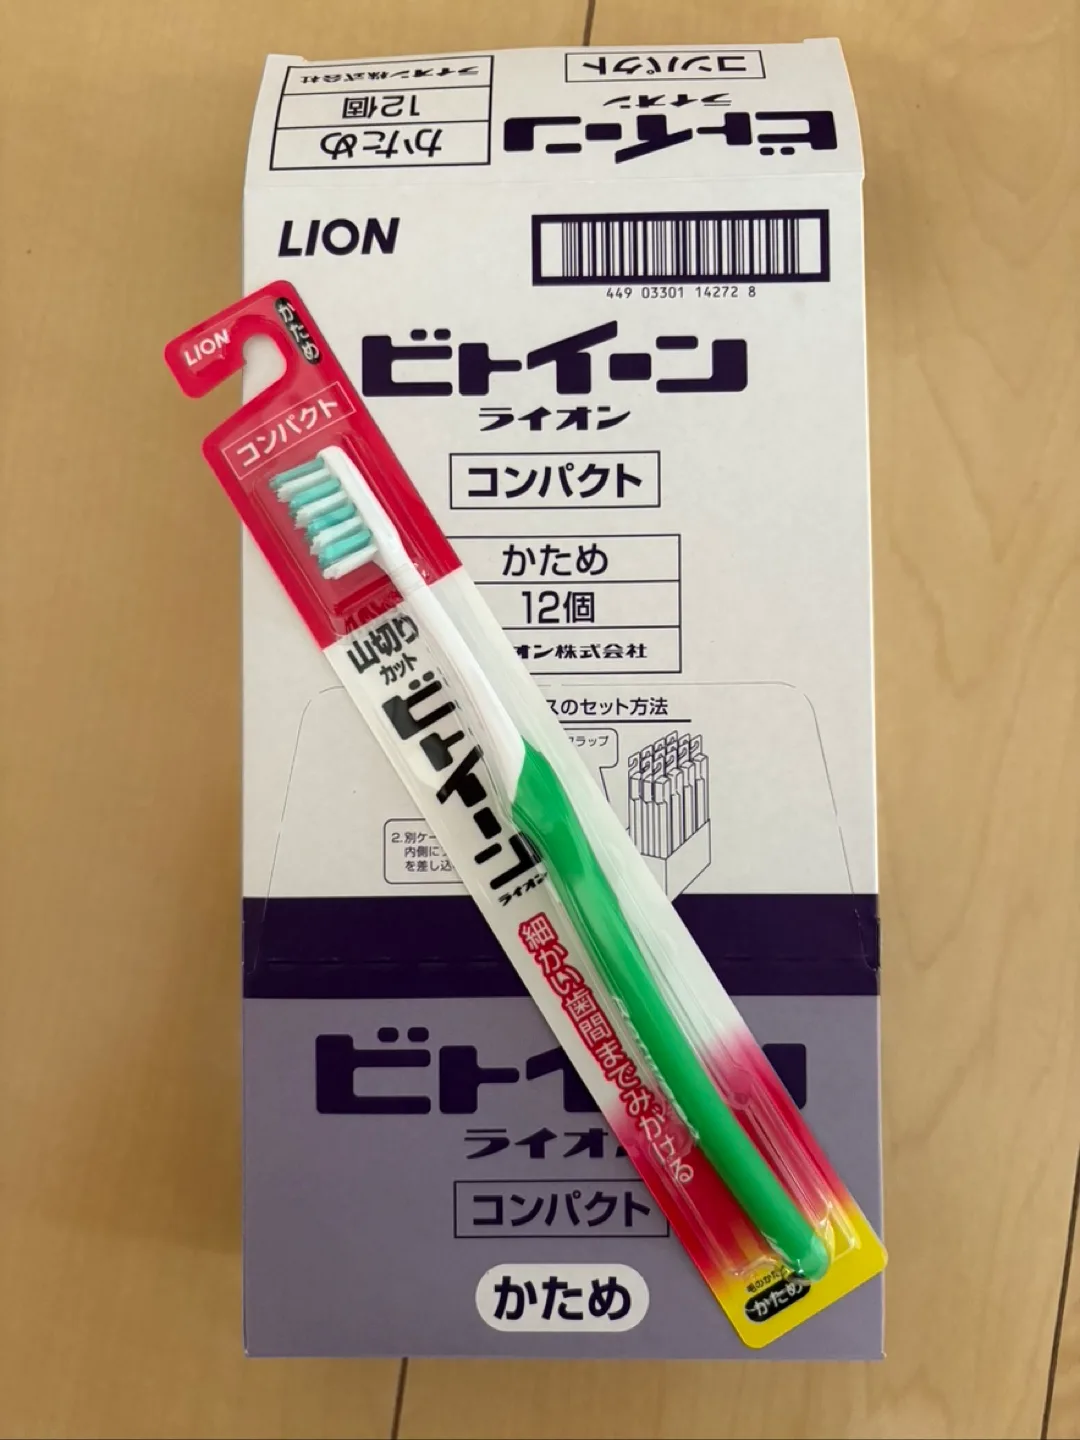 コンパクト
ライオン株式会社
12個
かため
ライオン
ビトイーン
LION
449 03301 14272 8
ビトイーン
ライオン
コンパクト
かため
12個
オン株式会社
スのセット方法
フラップ
2.別ケー
内側に
を差し込
LION
かため
コンパクト
山切り
カット
ビトイーン
ライオン
細かい歯間までみがける
毛のかた
かため
ビトイーン
ライオン
コンパクト
かため